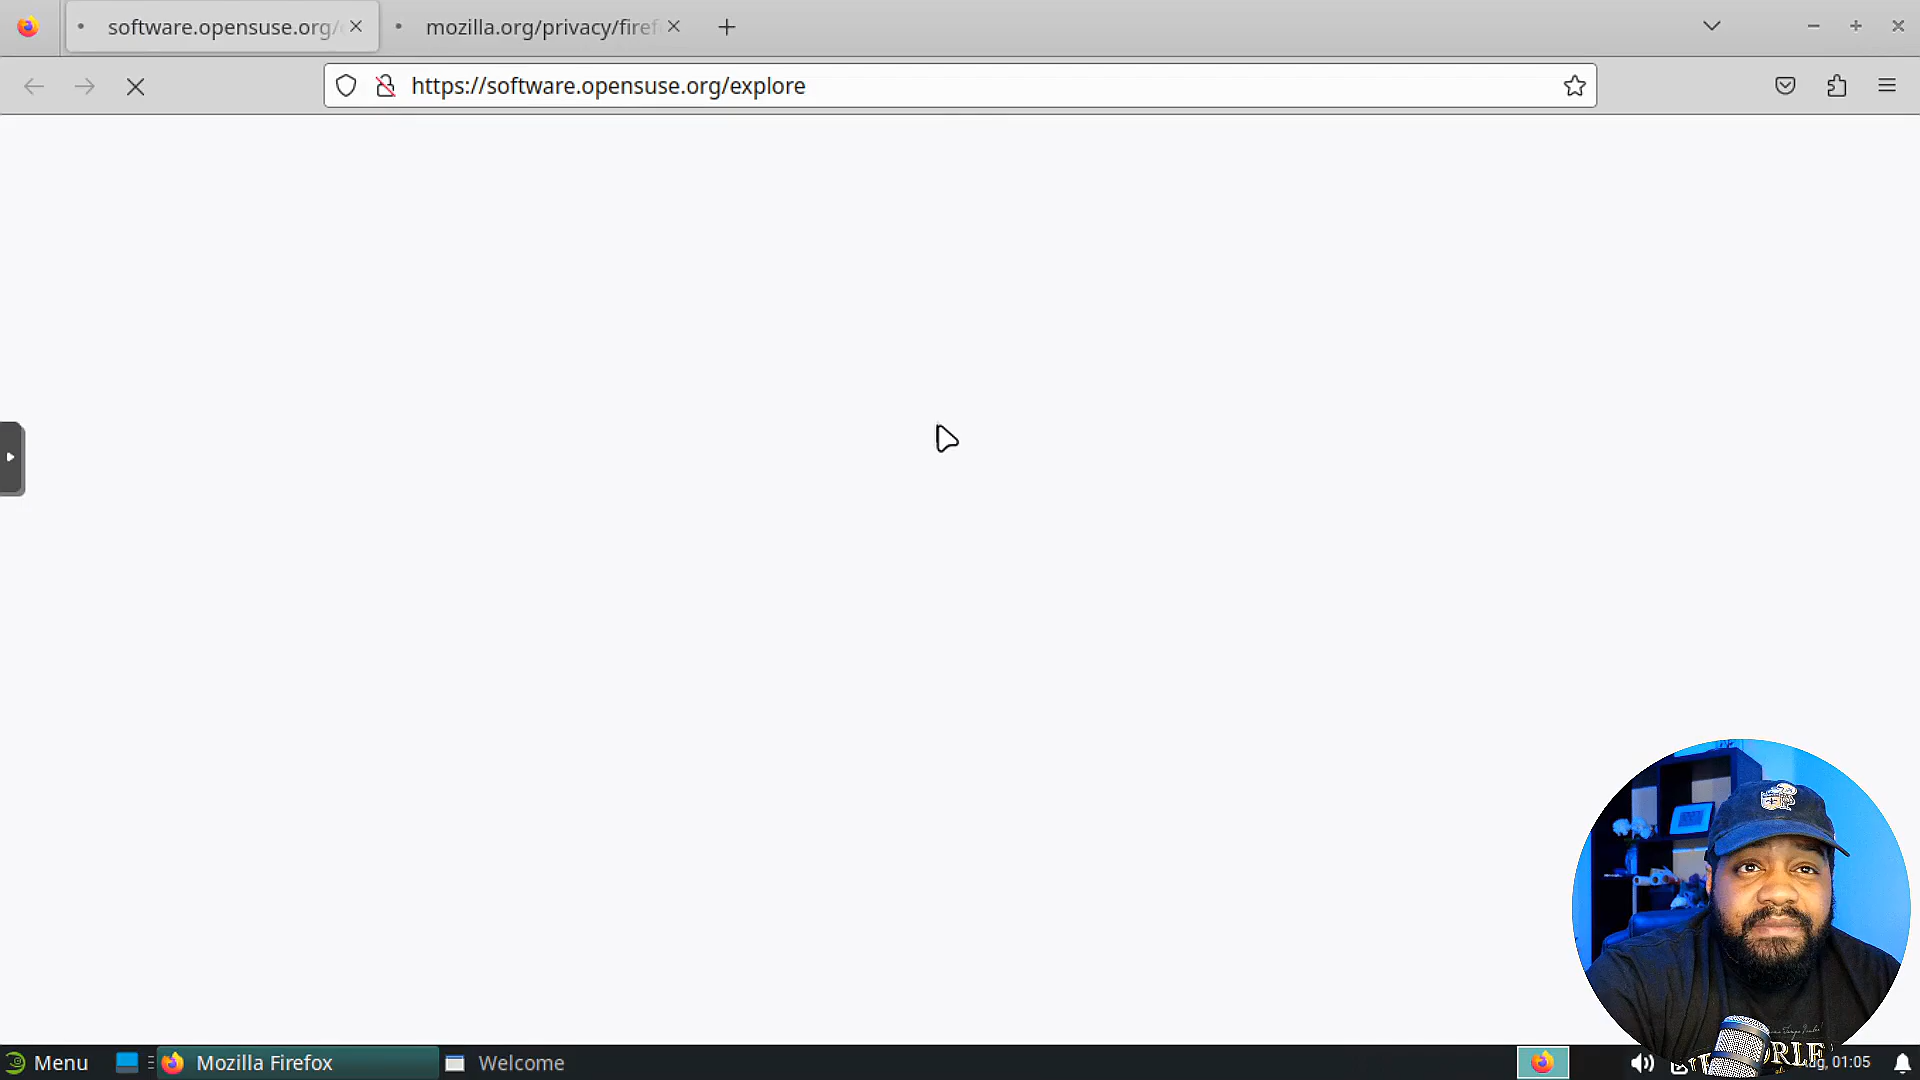 software.opensuse.org/
mozilla.org/privacy/firef
https://software.opensuse.org/explore
Menu
Mozilla Firefox
Welcome
01:05